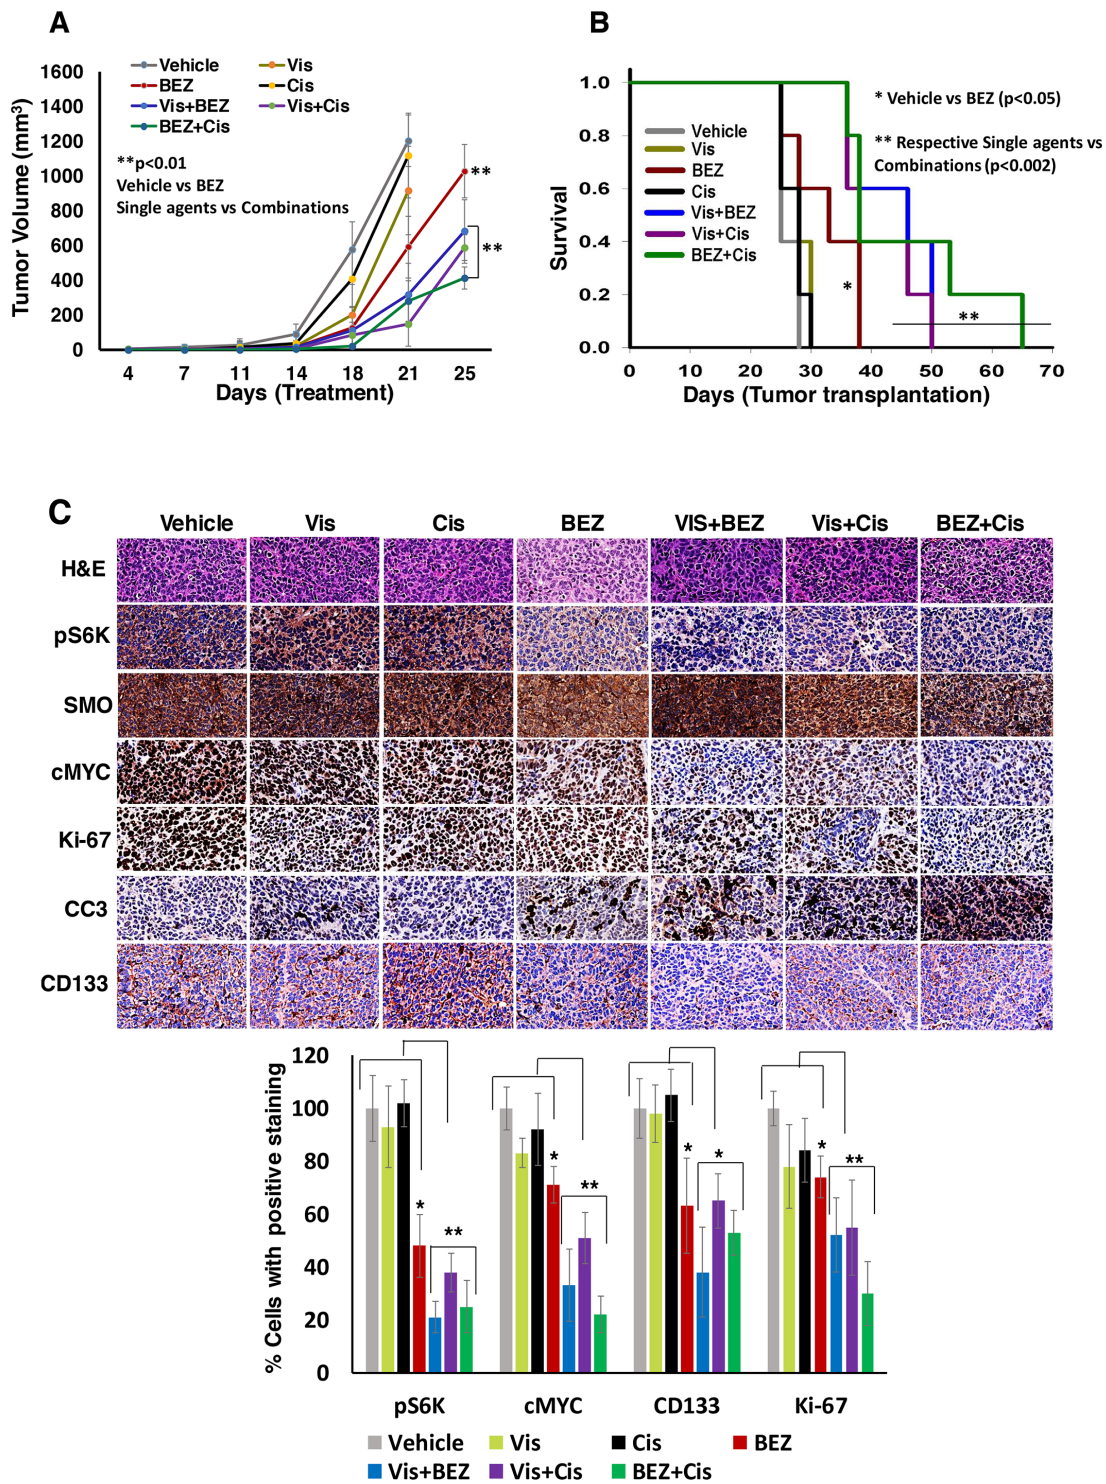 A
Vehicle
Vis
BEZ
Cis
Vis+BEZ
Vis+Cis
BEZ+Cis
**p<0.01
Vehicle vs BEZ
Single agents vs Combinations
Tumor Volume (mm³)
1600
1400
1200
1000
800
600
400
200
0
**
**
4 7 11 14 18 21 25
Days (Treatment)
B
* Vehicle vs BEZ (p<0.05)
** Respective Single agents vs
Combinations (p<0.002)
Vehicle
Vis
BEZ
Cis
Vis+BEZ
Vis+Cis
BEZ+Cis
Survival
1.0
0.8
0.6
0.4
0.2
0.0
*
**
0 10 20 30 40 50 60 70
Days (Tumor transplantation)
C
Vehicle Vis Cis BEZ VIS+BEZ Vis+Cis BEZ+Cis
H&E
pS6K
SMO
cMYC
Ki-67
CC3
CD133
% Cells with positive staining
120
100
80
60
40
20
0
* ** * ** * * * **
pS6K cMYC CD133 Ki-67
Vehicle Vis Cis BEZ
Vis+BEZ Vis+Cis BEZ+Cis